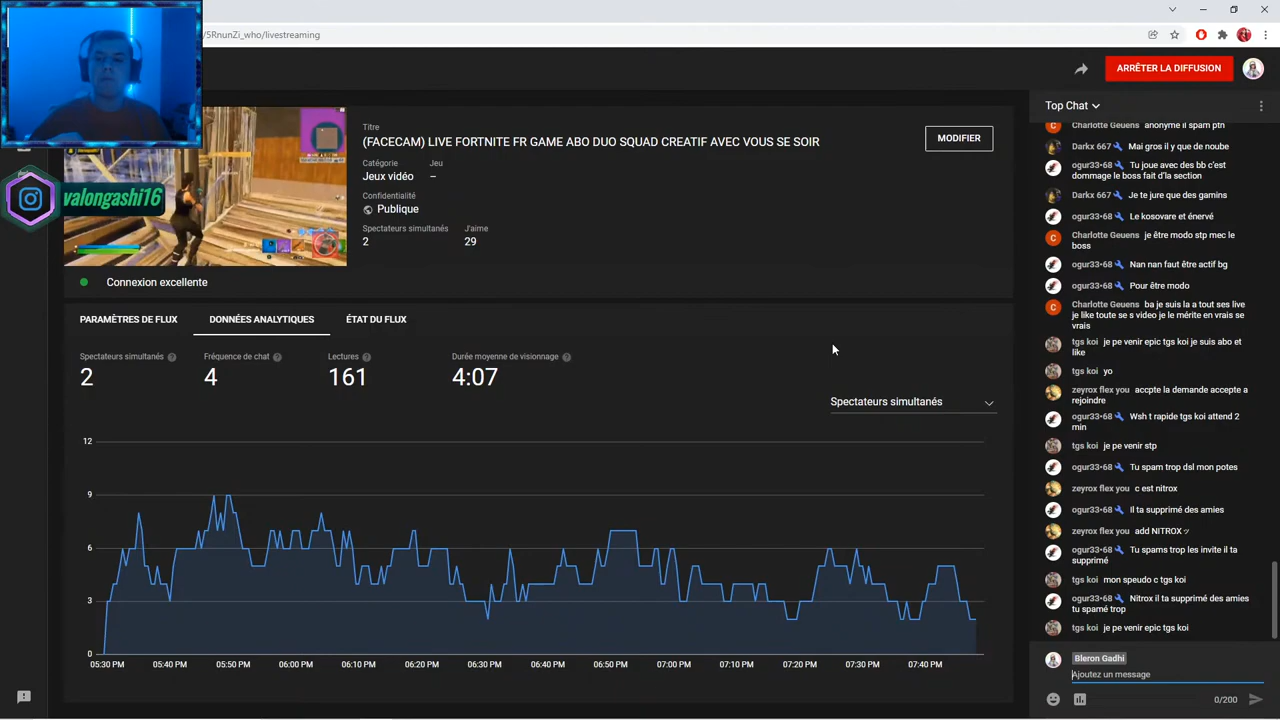 /5RnunZi_who/livestreaming
ARRÊTER LA DIFFUSION
valongashi16
Titre
(FACECAM) LIVE FORTNITE FR GAME ABO DUO SQUAD CREATIF AVEC VOUS SE SOIR
MODIFIER
Catégorie Jeu
Jeux vidéo –
Confidentialité
Publique
Spectateurs simultanés J'aime
2 29
Connexion excellente
PARAMÈTRES DE FLUX DONNÉES ANALYTIQUES ÉTAT DU FLUX
Spectateurs simultanés Fréquence de chat Lectures Durée moyenne de visionnage
2 4 161 4:07
Spectateurs simultanés
12
9
6
3
0
05:30 PM 05:40 PM 05:50 PM 06:00 PM 06:10 PM 06:20 PM 06:30 PM 06:40 PM 06:50 PM 07:00 PM 07:10 PM 07:20 PM 07:30 PM 07:40 PM
Top Chat
Charlotte Geuens anonyme il spam ptn
Darkx 667 Mai gros il y que de noube
ogur33•68 Tu joue avec des bb c'est
dommage le boss fait d'la section
Darkx 667 Je te jure que des gamins
ogur33•68 Le kosovare et énervé
Charlotte Geuens je être modo stp mec le
boss
ogur33•68 Nan nan faut être actif bg
ogur33•68 Pour être modo
Charlotte Geuens ba je suis la a tout ses live
je like toute se s video je le mérite en vrais se
vrais
tgs koi je pe venir epic tgs koi je suis abo et
like
tgs koi yo
zeyrox flex you accpte la demande accepte a
rejoindre
ogur33•68 Wsh t rapide tgs koi attend 2
min
tgs koi je pe venir stp
ogur33•68 Tu spam trop dsl mon potes
zeyrox flex you c est nitrox
ogur33•68 Il ta supprimé des amies
zeyrox flex you add NITROXツ
ogur33•68 Tu spams trop les invite il ta
supprimé
tgs koi mon speudo c tgs koi
ogur33•68 Nitrox il ta supprimé des amies
tu spamé trop
tgs koi je pe venir epic tgs koi
Bleron Gadhi
Ajoutez un message
0/200